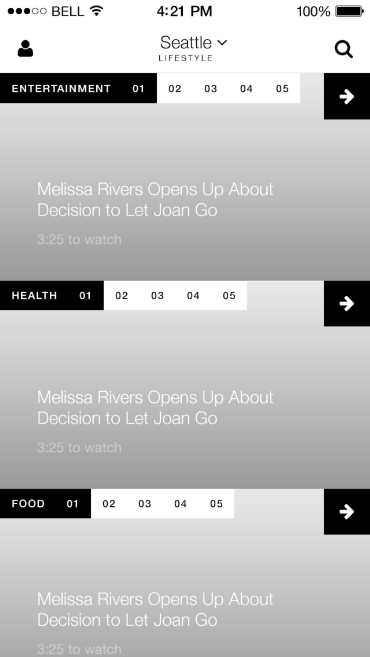 BELL 4:21 PM 100%
Seattle
LIFESTYLE
ENTERTAINMENT 01 02 03 04 05
Melissa Rivers Opens Up About
Decision to Let Joan Go
3:25 to watch
HEALTH 01 02 03 04 05
Melissa Rivers Opens Up About
Decision to Let Joan Go
3:25 to watch
FOOD 01 02 03 04 05
Melissa Rivers Opens Up About
Decision to Let Joan Go
3:25 to watch